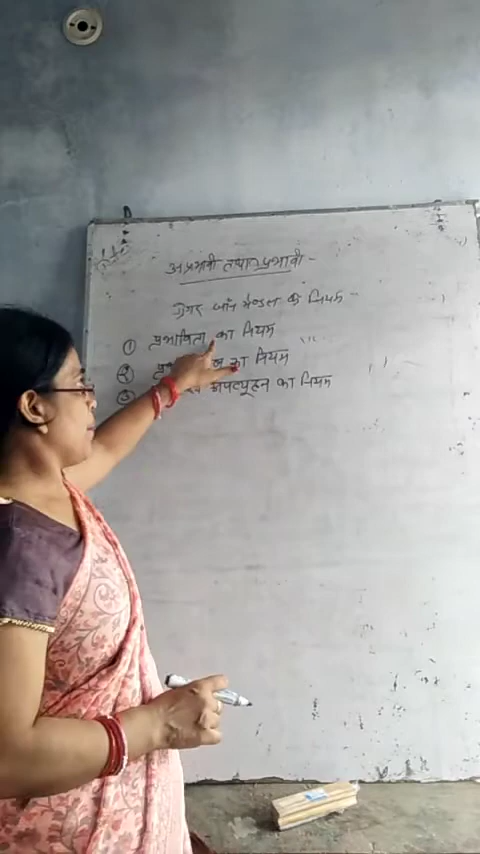 अप्रभावी तथा प्रभावी -
ग्रेगर जॉन मेण्डल के नियम -
① प्रभाविता का नियम
② का नियम
③ अपव्यूहन का नियम